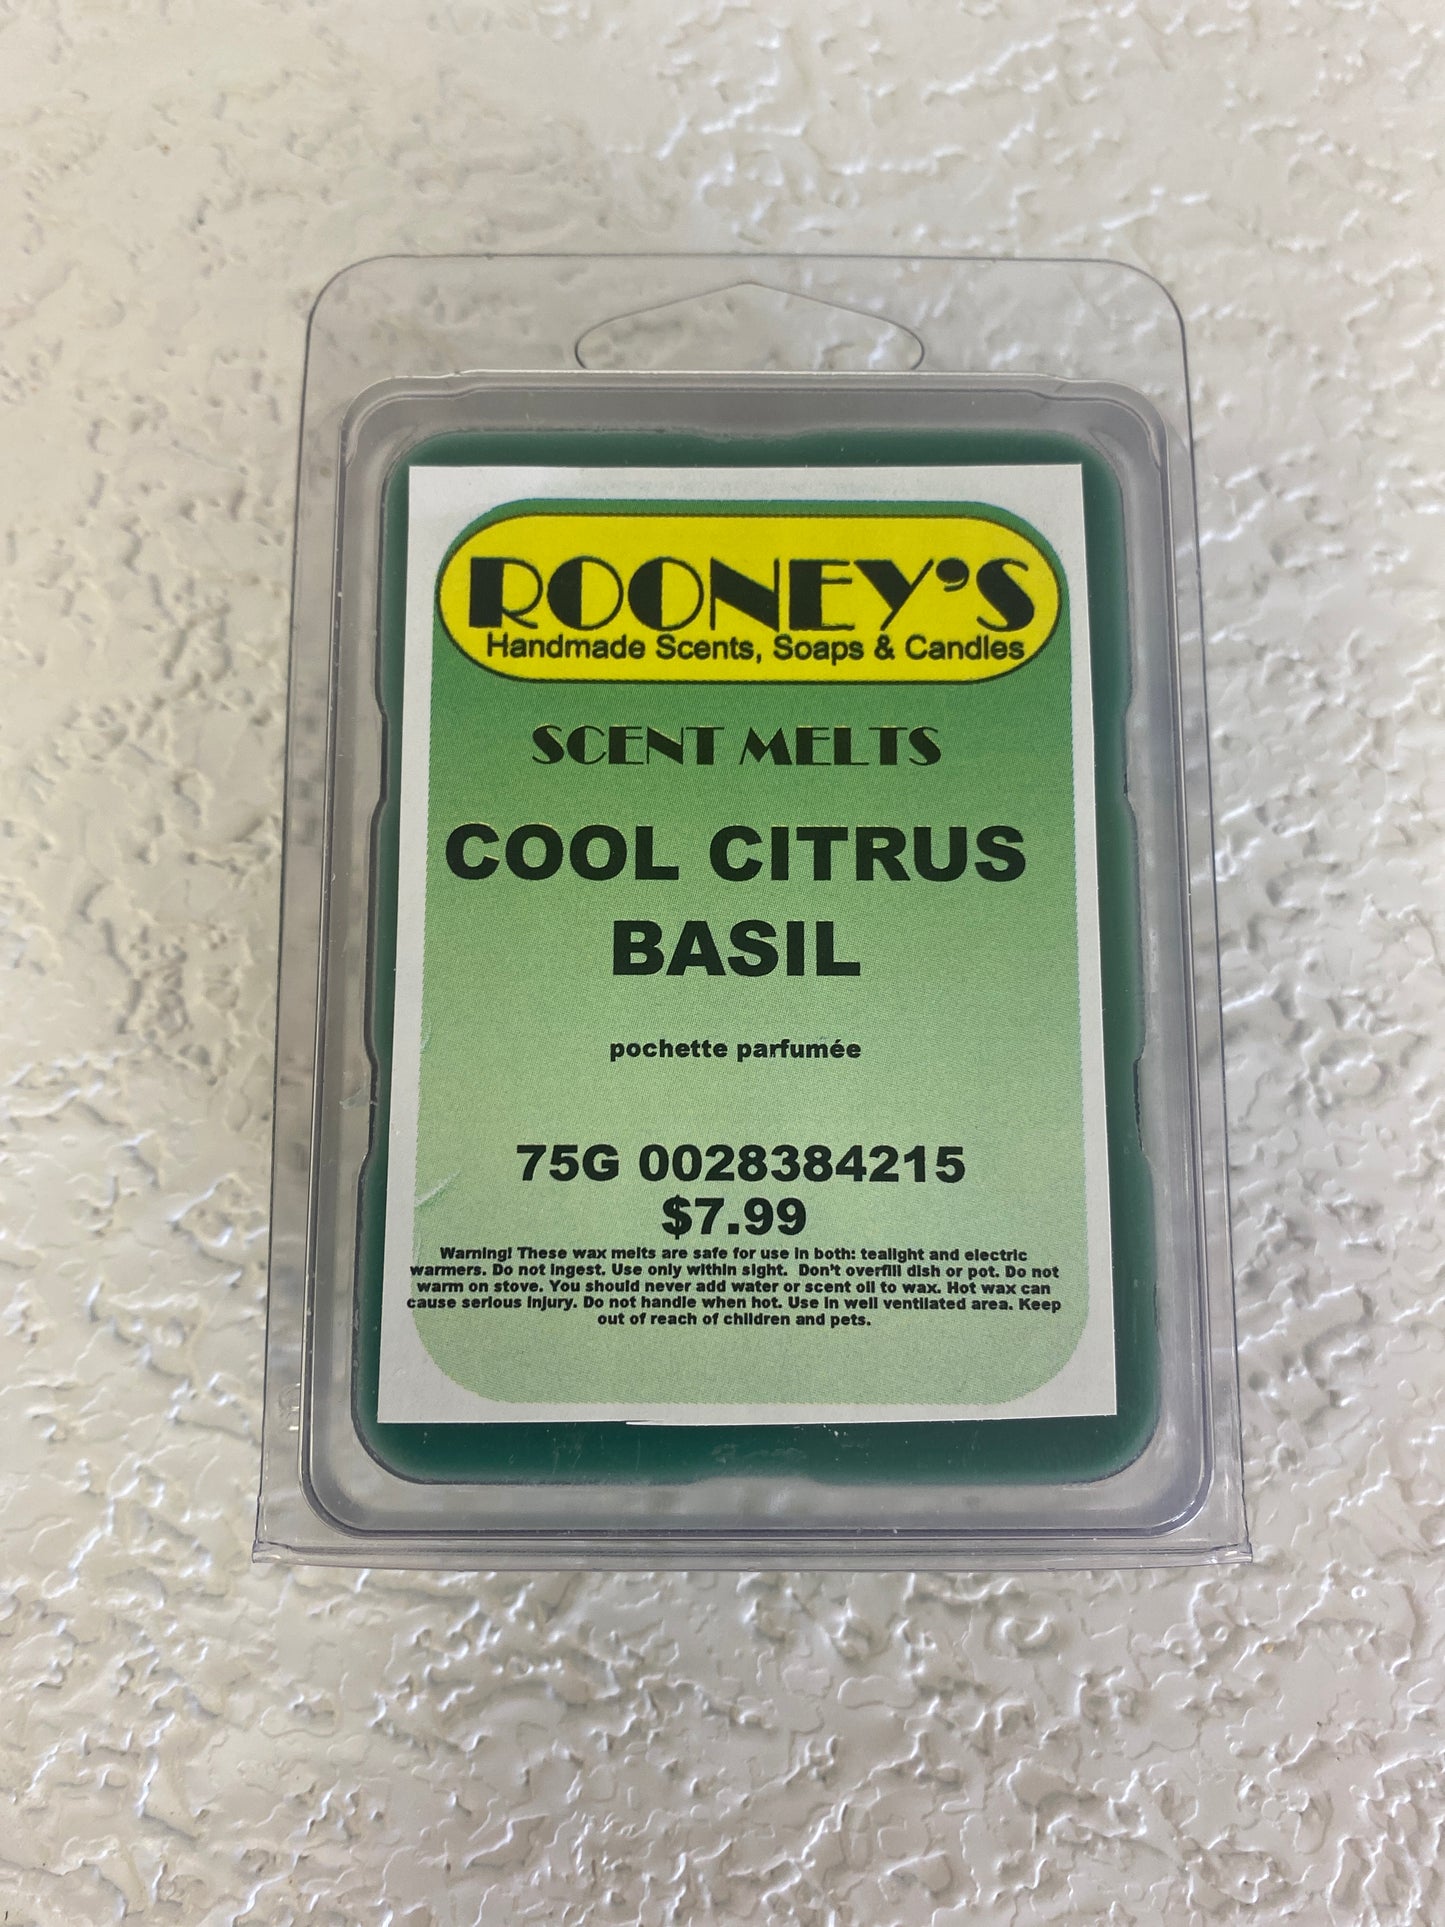 ROONEY'S
Handmade Scents, Soaps & Candles
SCENT MELTS
COOL CITRUS
BASIL
pochette parfumée
75G 0028384215
$7.99
Warning! These wax melts are safe for use in both: tealight and electric
warmers. Do not ingest. Use only within sight. Don't overfill dish or pot. Do not
warm on stove. You should never add water or scent oil to wax. Hot wax can
cause serious injury. Do not handle when hot. Use in well ventilated area. Keep
out of reach of children and pets.